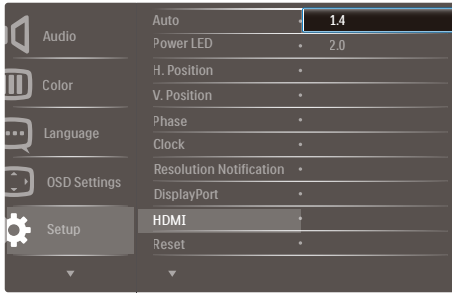 Audio
Color
Language
OSD Settings
Setup
Auto
Power LED
H. Position
V. Position
Phase
Clock
Resolution Notification
DisplayPort
HDMI
Reset
1.4
2.0